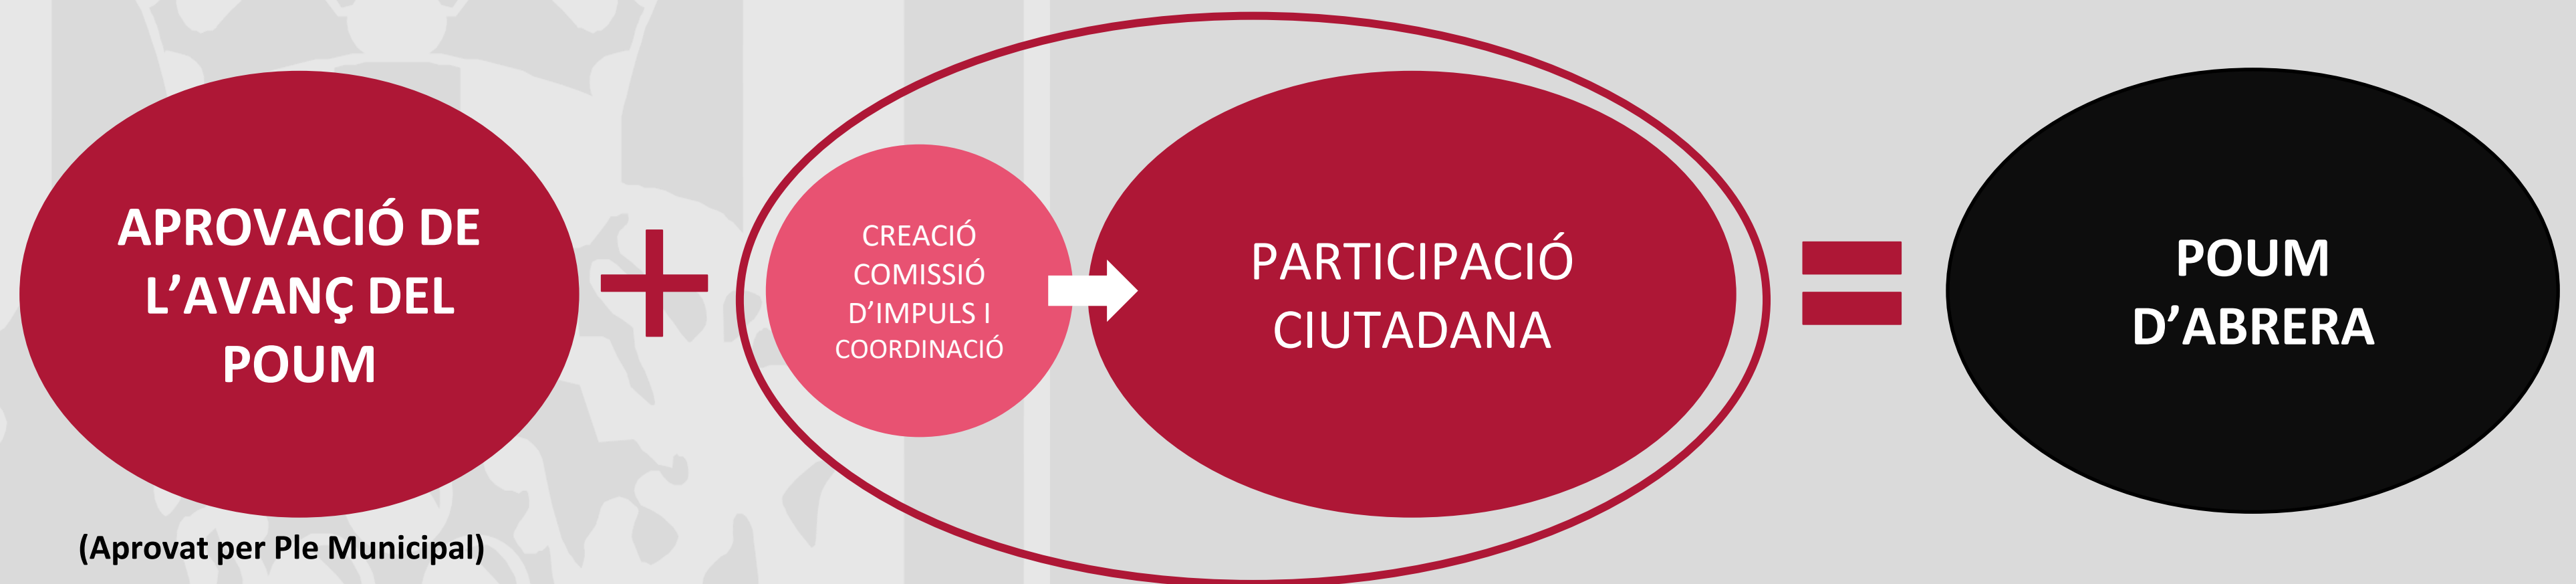 APROVACIÓ DE
L’AVANÇ DEL
POUM
(Aprovat per Ple Municipal)
+
CREACIÓ
COMISSIÓ
D’IMPULS I
COORDINACIÓ
PARTICIPACIÓ
CIUTADANA
=
POUM
D’ABRERA